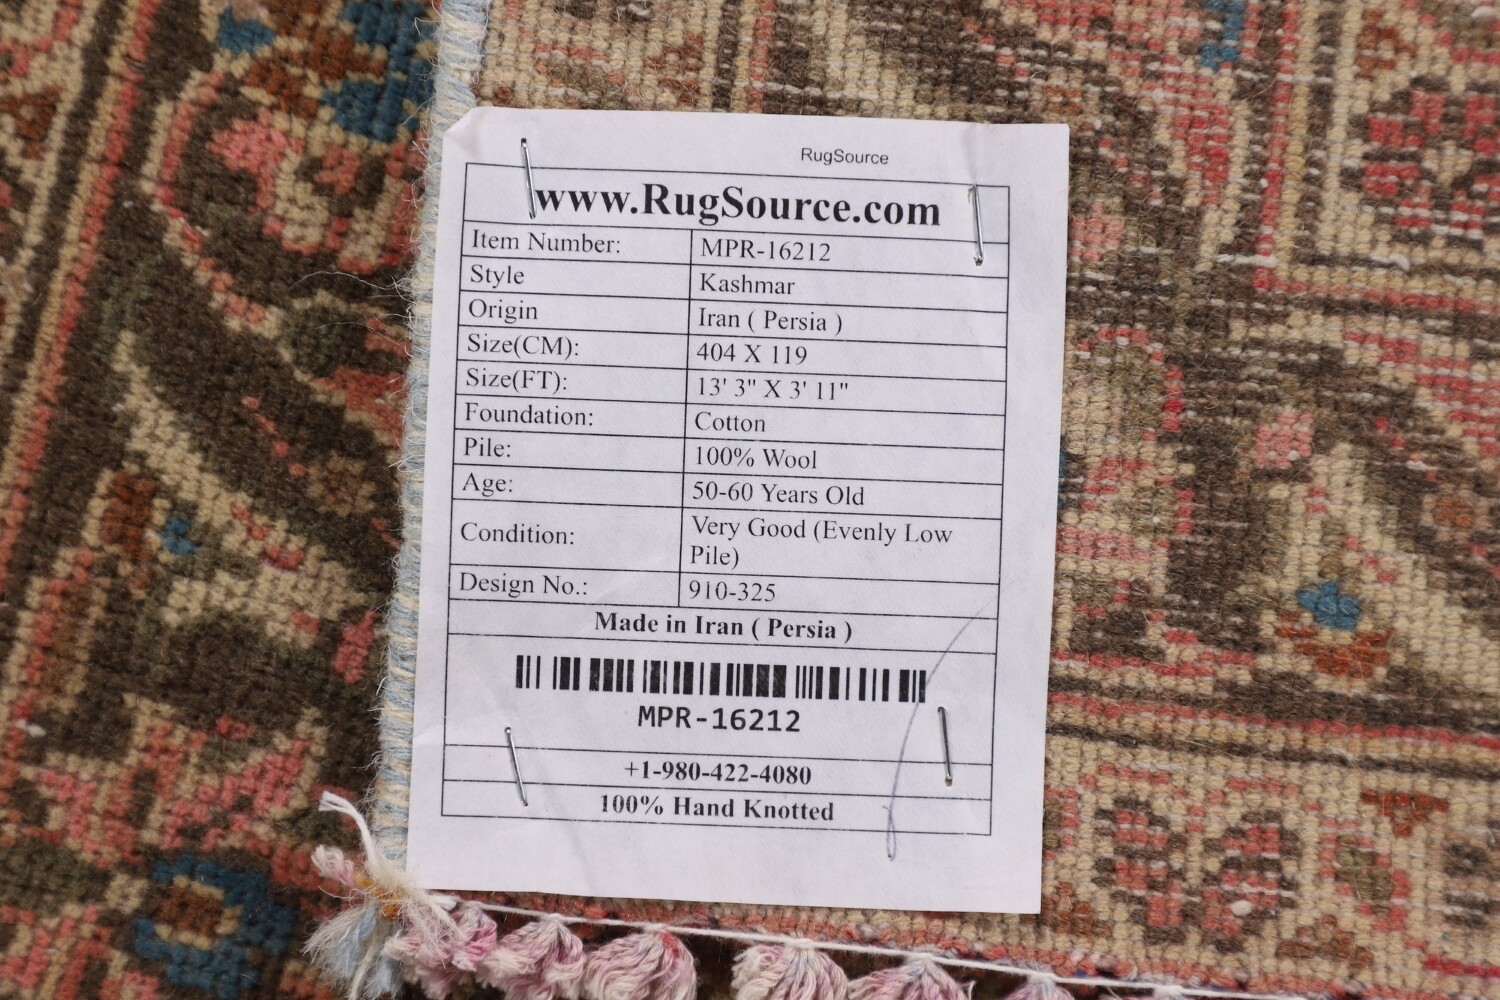 RugSource
www.RugSource.com
Item Number: MPR-16212
Style Kashmar
Origin Iran ( Persia )
Size(CM): 404 X 119
Size(FT): 13' 3" X 3' 11"
Foundation: Cotton
Pile: 100% Wool
Age: 50-60 Years Old
Condition: Very Good (Evenly Low
Pile)
Design No.: 910-325
Made in Iran ( Persia )
MPR-16212
+1-980-422-4080
100% Hand Knotted